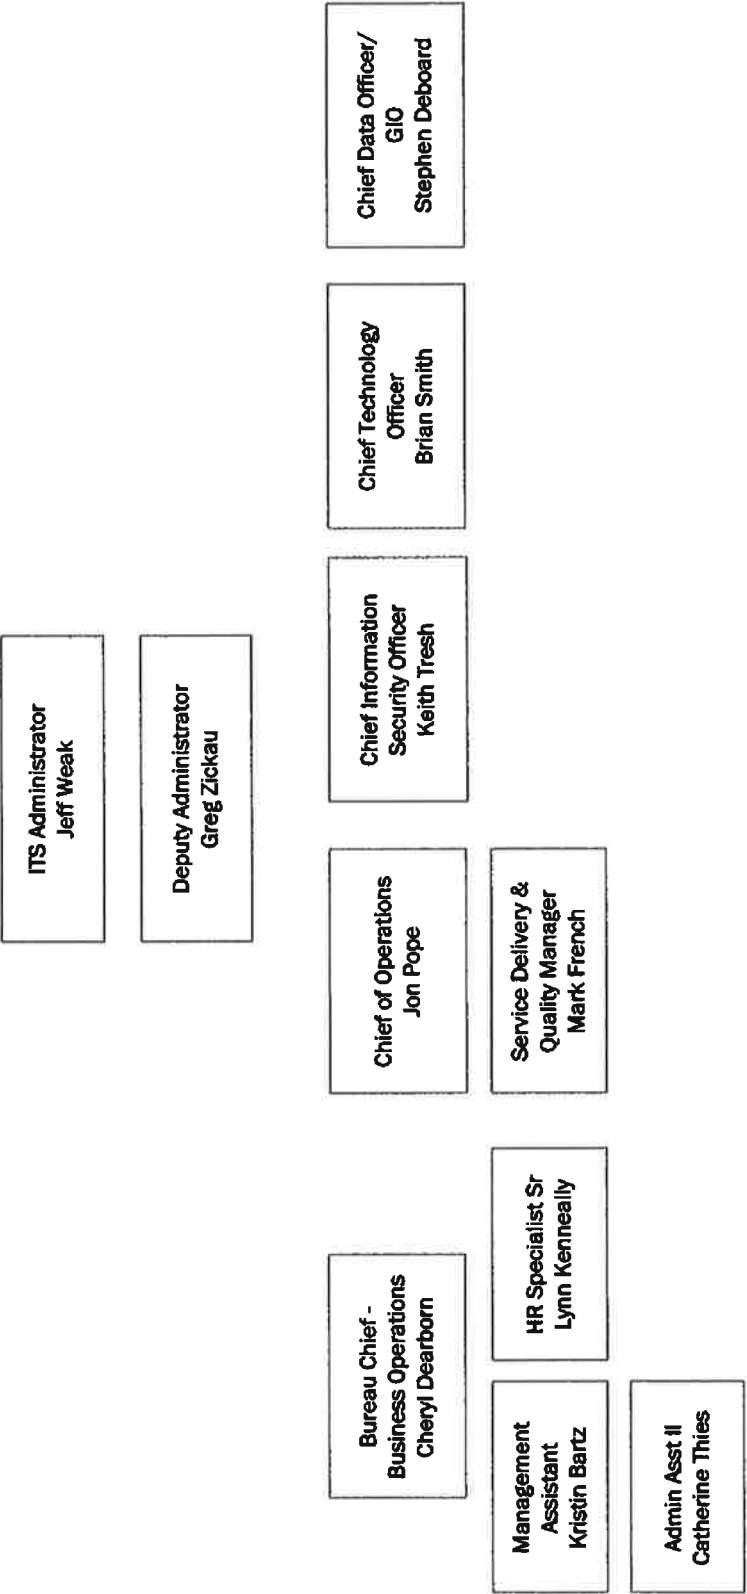 ITS Administrator
Jeff Weak
Deputy Administrator
Greg Zickau
Bureau Chief -
Business Operations
Cheryl Dearborn
Chief of Operations
Jon Pope
Chief Information
Security Officer
Keith Tresh
Chief Technology
Officer
Brian Smith
Chief Data Officer/
GIO
Stephen Deboard
Management
Assistant
Kristin Bartz
HR Specialist Sr
Lynn Kenneally
Service Delivery &
Quality Manager
Mark French
Admin Asst II
Catherine Thies